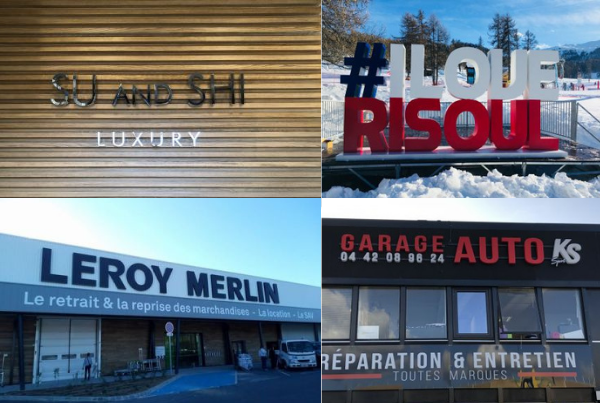 SU AND SHI
LUXURY
#ILOVE
RISOUL
LEROY MERLIN
Le retrait & la reprise des marchandises - La location - Le SAV
GARAGE AUTO KS
04 42 08 96 24
RÉPARATION & ENTRETIEN
TOUTES MARQUES